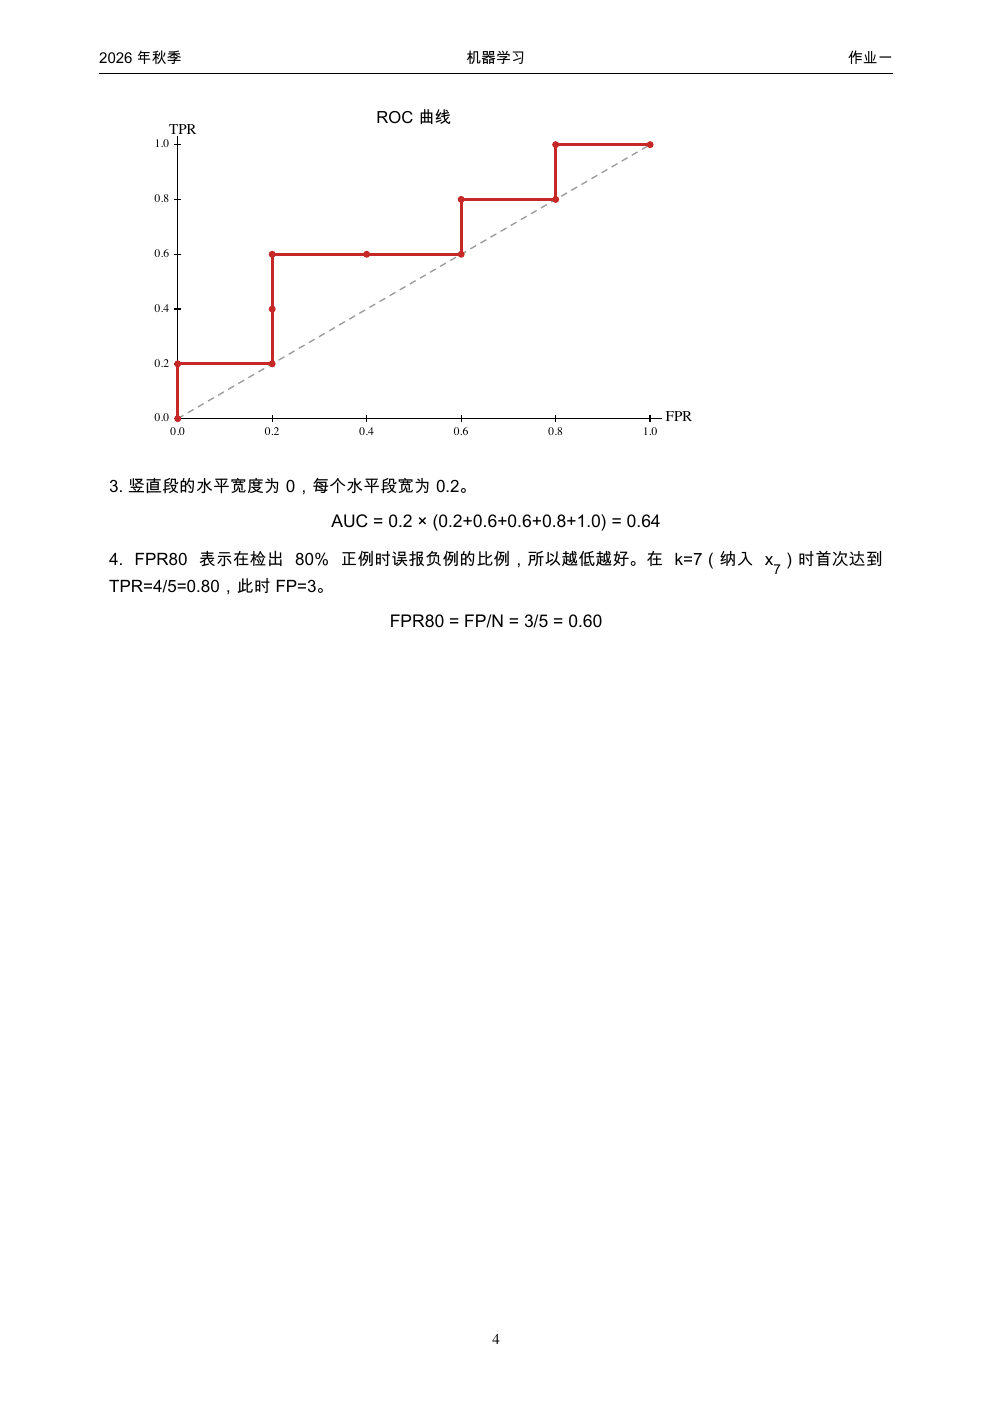 2026 年秋季 机器学习 作业一
ROC 曲线
TPR
1.0
0.8
0.6
0.4
0.2
0.0
0.0 0.2 0.4 0.6 0.8 1.0
FPR
3. 竖直段的水平宽度为 0，每个水平段宽为 0.2。
AUC = 0.2 × (0.2+0.6+0.6+0.8+1.0) = 0.64
4. FPR80 表示在检出 80% 正例时误报负例的比例，所以越低越好。在 k=7（纳入 x7）时首次达到
TPR=4/5=0.80，此时 FP=3。
FPR80 = FP/N = 3/5 = 0.60
4